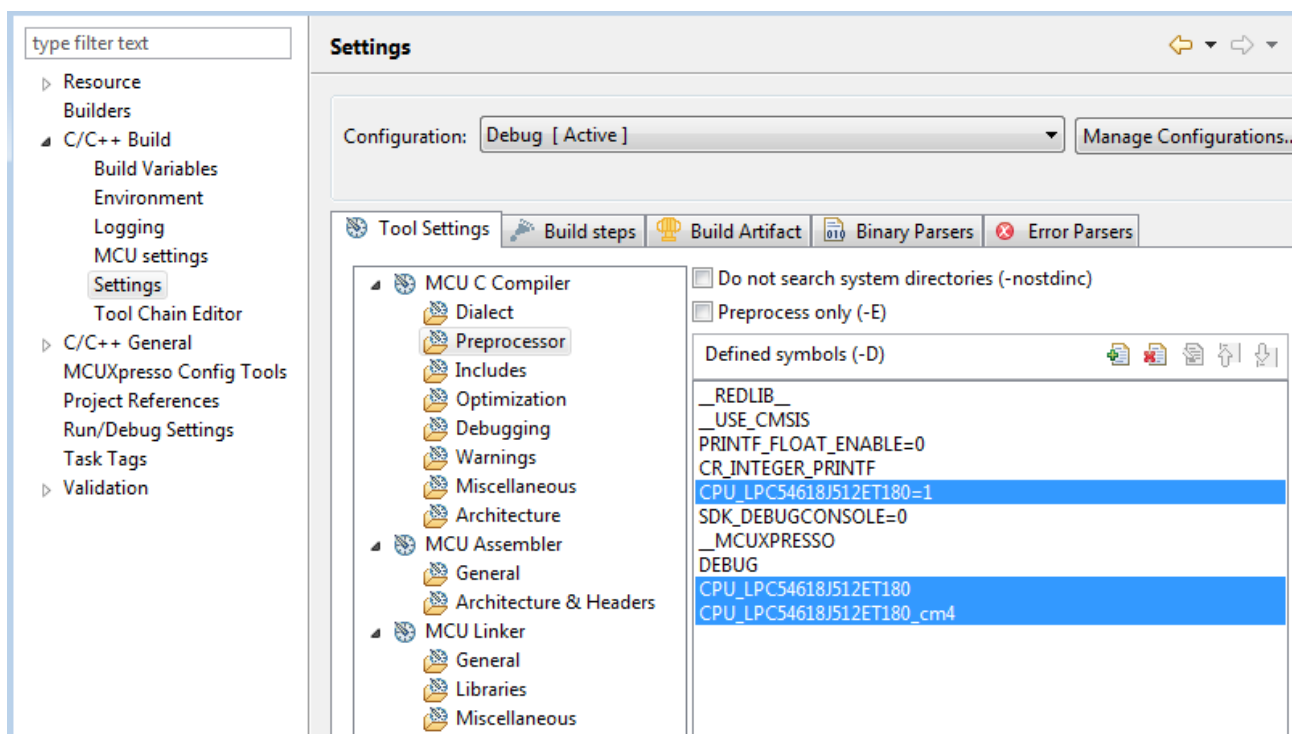 type filter text
Resource
Builders
C/C++ Build
Build Variables
Environment
Logging
MCU settings
Settings
Tool Chain Editor
C/C++ General
MCUXpresso Config Tools
Project References
Run/Debug Settings
Task Tags
Validation
Settings
Configuration: Debug [ Active ] Manage Configurations..
Tool Settings Build steps Build Artifact Binary Parsers Error Parsers
MCU C Compiler
Dialect
Preprocessor
Includes
Optimization
Debugging
Warnings
Miscellaneous
Architecture
MCU Assembler
General
Architecture & Headers
MCU Linker
General
Libraries
Miscellaneous
Do not search system directories (-nostdinc)
Preprocess only (-E)
Defined symbols (-D)
__REDLIB__
__USE_CMSIS
PRINTF_FLOAT_ENABLE=0
CR_INTEGER_PRINTF
CPU_LPC54618J512ET180=1
SDK_DEBUGCONSOLE=0
__MCUXPRESSO
DEBUG
CPU_LPC54618J512ET180
CPU_LPC54618J512ET180_cm4